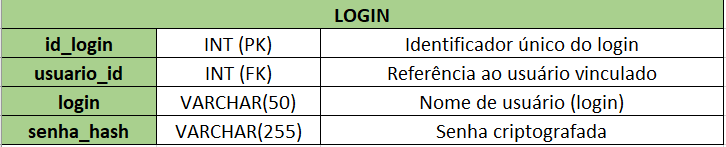 LOGIN
id_login INT (PK) Identificador único do login
usuario_id INT (FK) Referência ao usuário vinculado
login VARCHAR(50) Nome de usuário (login)
senha_hash VARCHAR(255) Senha criptografada